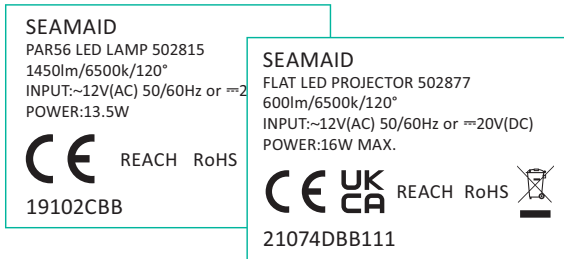 SEAMAID
PAR56 LED LAMP 502815
1450lm/6500k/120°
INPUT:~12V(AC) 50/60Hz or ⎓2
POWER:13.5W
CE REACH RoHS
19102CBB
SEAMAID
FLAT LED PROJECTOR 502877
600lm/6500k/120°
INPUT:~12V(AC) 50/60Hz or ⎓20V(DC)
POWER:16W MAX.
CE UK CA REACH RoHS
21074DBB111